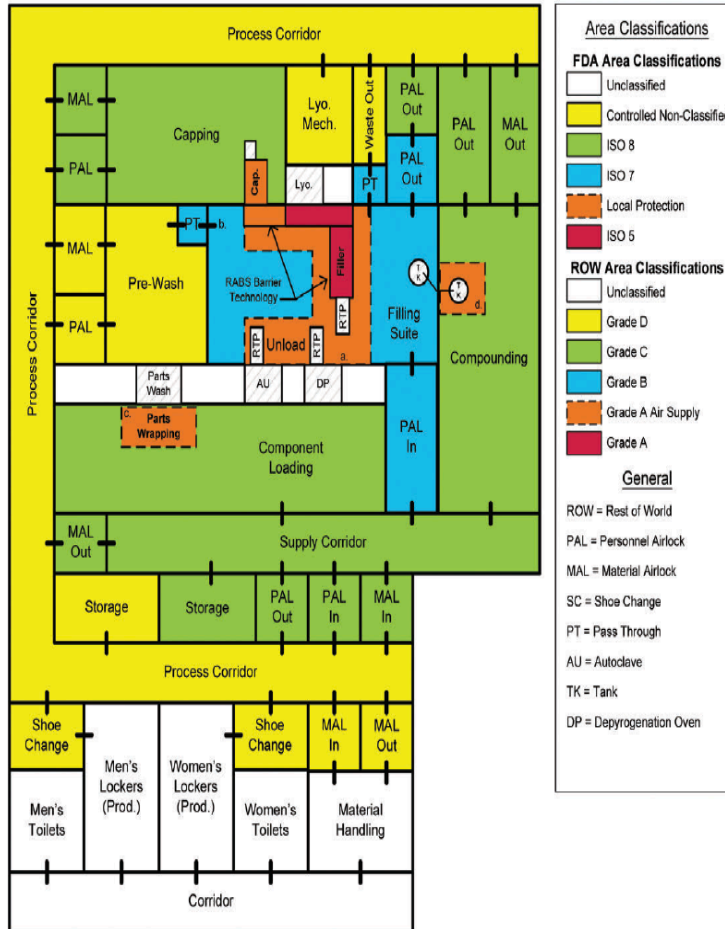 Process Corridor
MAL
PAL
Capping
Lyo.
Mech.
Waste Out
PAL
Out
PAL
Out
PAL
Out
MAL
Out
Cap.
Lyo.
PT
MAL
PAL
Pre-Wash
PT
b.
RABS Barrier
Technology
Filler
RTP
RTP
Unload
RTP
a.
Filling
Suite
T
K
T
K
d.
Compounding
Process Corridor
Parts
Wash
AU
DP
c.
Parts
Wrapping
Component
Loading
PAL
In
MAL
Out
Supply Corridor
Storage
Storage
PAL
Out
PAL
In
MAL
In
Process Corridor
Shoe
Change
Men's
Lockers
(Prod.)
Women's
Lockers
(Prod.)
Shoe
Change
MAL
In
MAL
Out
Men's
Toilets
Women's
Toilets
Material
Handling
Corridor
Area Classifications
FDA Area Classifications
Unclassified
Controlled Non-Classifie
ISO 8
ISO 7
Local Protection
ISO 5
ROW Area Classifications
Unclassified
Grade D
Grade C
Grade B
Grade A Air Supply
Grade A
General
ROW = Rest of World
PAL = Personnel Airlock
MAL = Material Airlock
SC = Shoe Change
PT = Pass Through
AU = Autoclave
TK = Tank
DP = Depyrogenation Oven